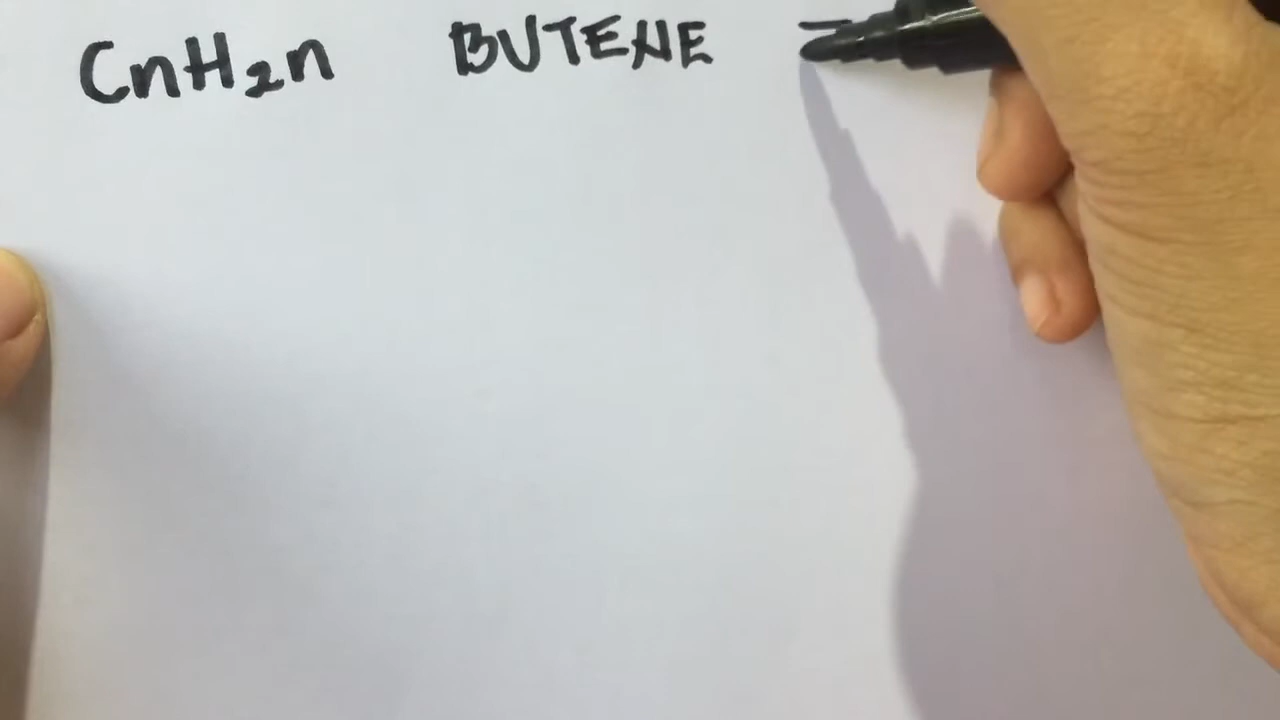 CnH₂n BUTENE =